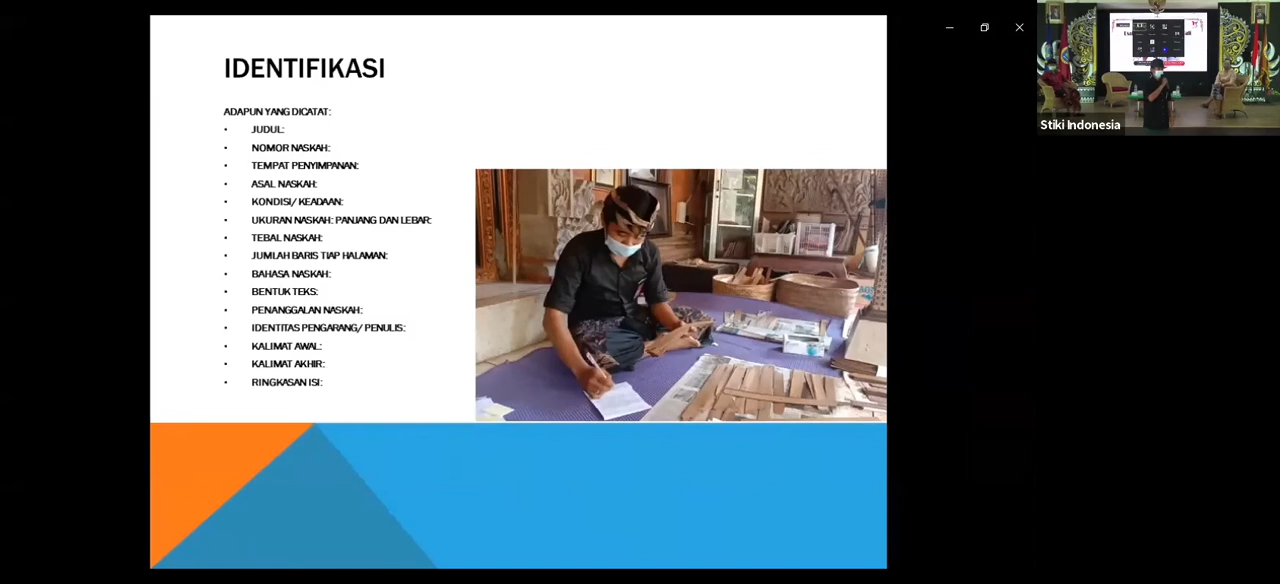 IDENTIFIKASI
ADAPUN YANG DICATAT:
• JUDUL:
• NOMOR NASKAH:
• TEMPAT PENYIMPANAN:
• ASAL NASKAH:
• KONDISI/ KEADAAN:
• UKURAN NASKAH: PANJANG DAN LEBAR:
• TEBAL NASKAH:
• JUMLAH BARIS TIAP HALAMAN:
• BAHASA NASKAH:
• BENTUK TEKS:
• PENANGGALAN NASKAH:
• IDENTITAS PENGARANG/ PENULIS:
• KALIMAT AWAL:
• KALIMAT AKHIR:
• RINGKASAN ISI:
Stiki Indonesia